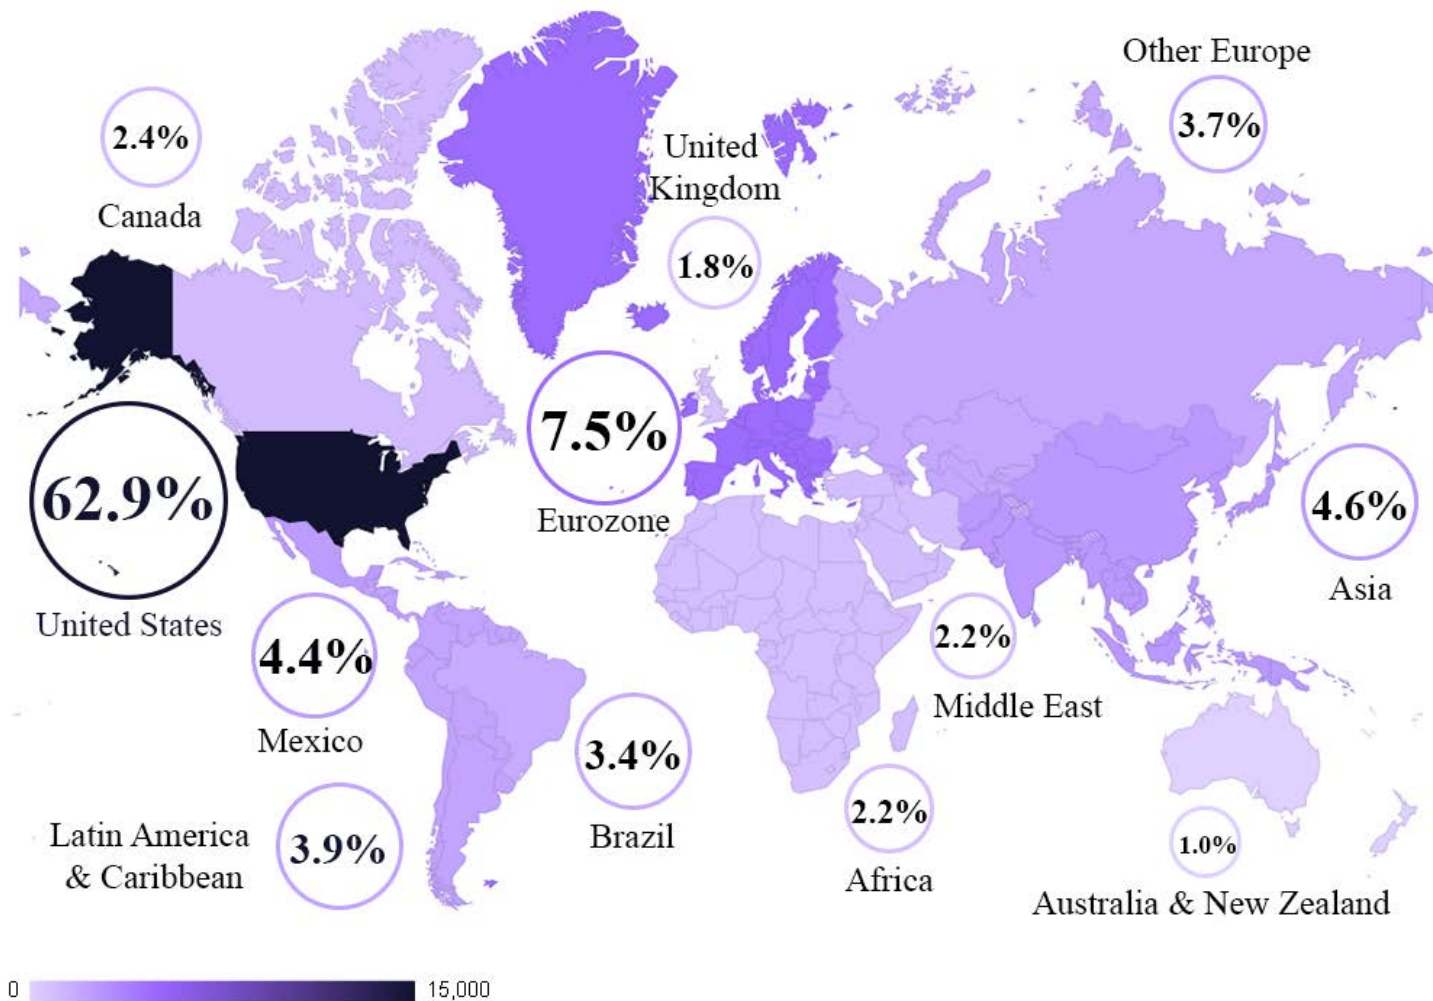 Other Europe
3.7%
2.4%
Canada
United
Kingdom
1.8%
62.9%
United States
7.5%
Eurozone
4.6%
Asia
4.4%
Mexico
2.2%
Middle East
3.4%
Brazil
Latin America
& Caribbean
3.9%
2.2%
Africa
1.0%
Australia & New Zealand
0
15,000